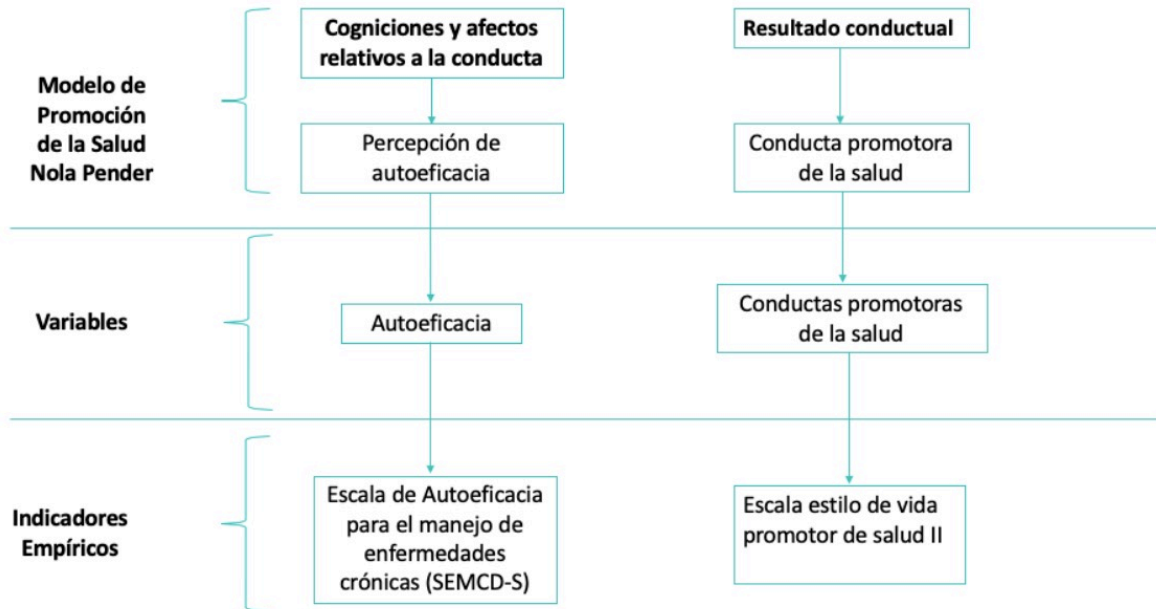 Modelo de
Promoción
de la Salud
Nola Pender
Cogniciones y afectos
relativos a la conducta
Resultado conductual
Percepción de
autoeficacia
Conducta promotora
de la salud
Variables
Autoeficacia
Conductas promotoras
de la salud
Indicadores
Empíricos
Escala de Autoeficacia
para el manejo de
enfermedades
crónicas (SEMCD-S)
Escala estilo de vida
promotor de salud II